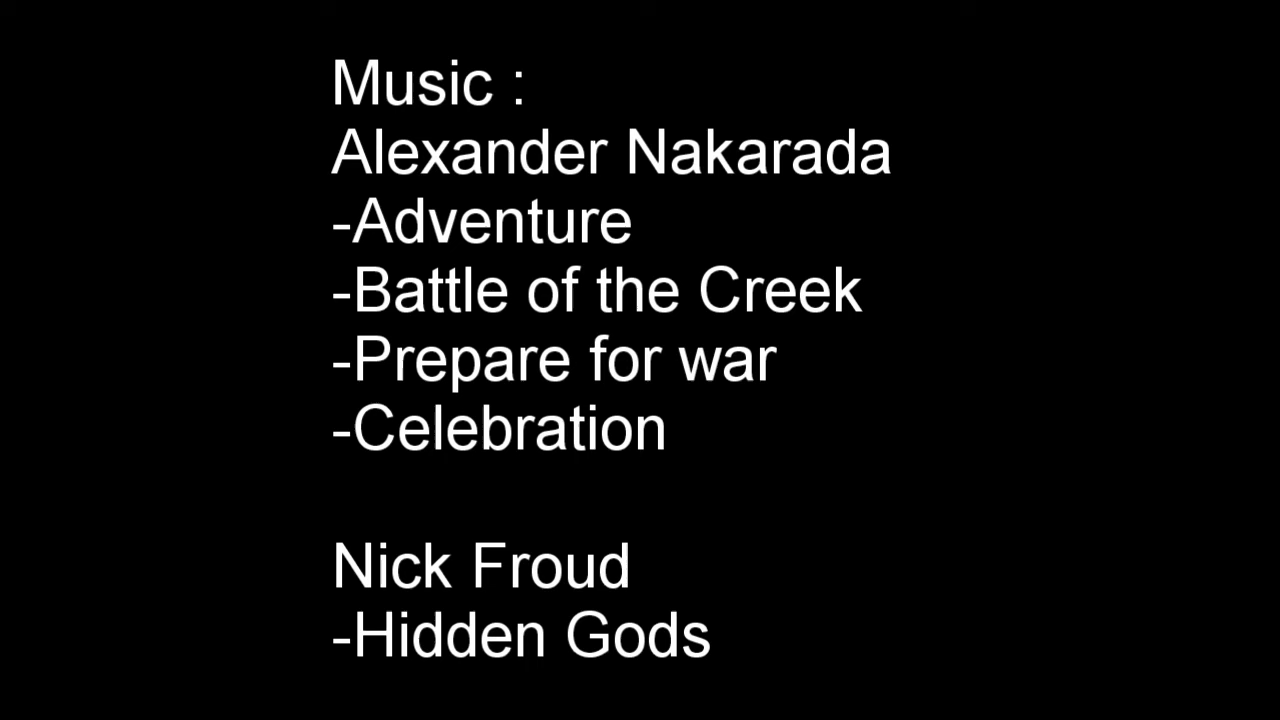 Music :
Alexander Nakarada
-Adventure
-Battle of the Creek
-Prepare for war
-Celebration
Nick Froud
-Hidden Gods